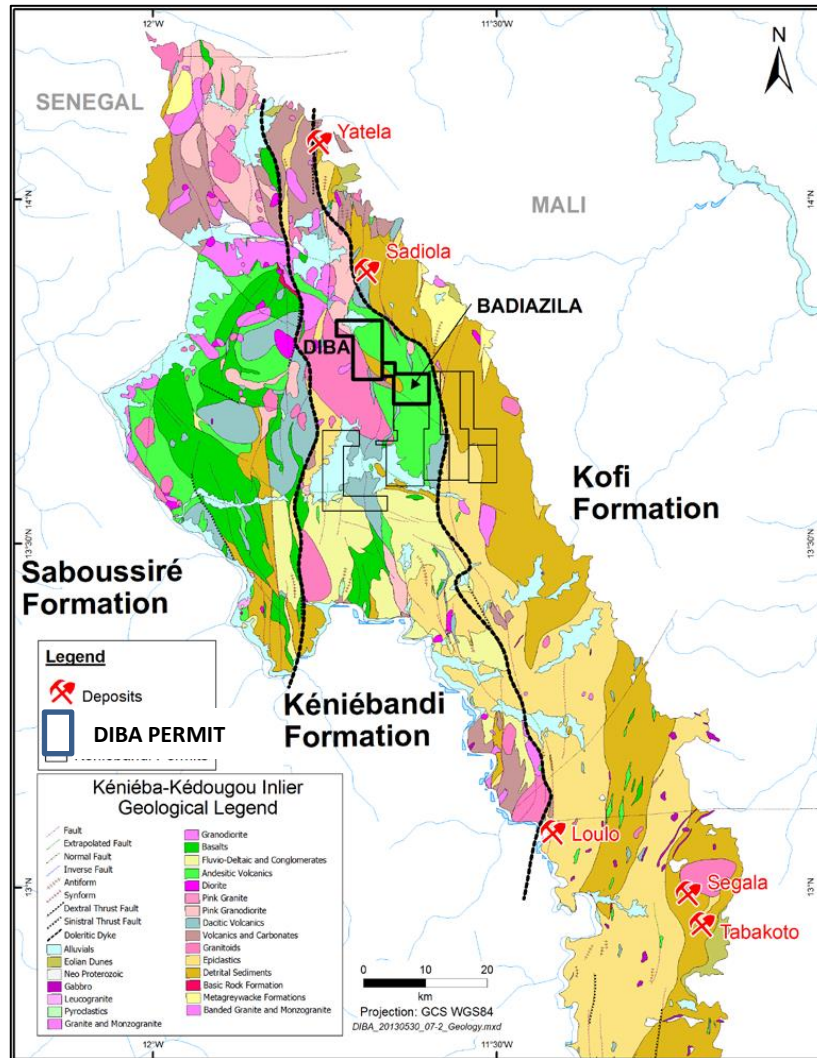 12°W
11°30'W
N
SENEGAL
Yatela
14°N
14°N
MALI
Sadiola
BADIAZILA
DIBA
Kofi
Formation
13°30'N
13°30'N
Saboussiré
Formation
Legend
Deposits
DIBA PERMIT
Kéniébandi
Formation
Kéniéba-Kédougou Inlier
Geological Legend
Fault
Extrapolated Fault
Normal Fault
Inverse Fault
Antiform
Synform
Dextral Thrust Fault
Sinistral Thrust Fault
Doleritic Dyke
Alluvials
Eolian Dunes
Neo Proterozoic
Gabbro
Leucogranite
Pyroclastics
Granite and Monzogranite
Granodiorite
Basalts
Fluvio-Deltaic and Conglomerates
Andesitic Volcanics
Diorite
Pink Granite
Pink Granodiorite
Dacitic Volcanics
Volcanics and Carbonates
Granitoids
Epiclastics
Detrital Sediments
Basic Rock Formation
Metagreywacke Formations
Banded Granite and Monzogranite
Loulo
Segala
Tabakoto
13°N
13°N
0 10 20
km
Projection: GCS WGS84
DIBA_20130530_07-2_Geology.mxd
12°W
11°30'W